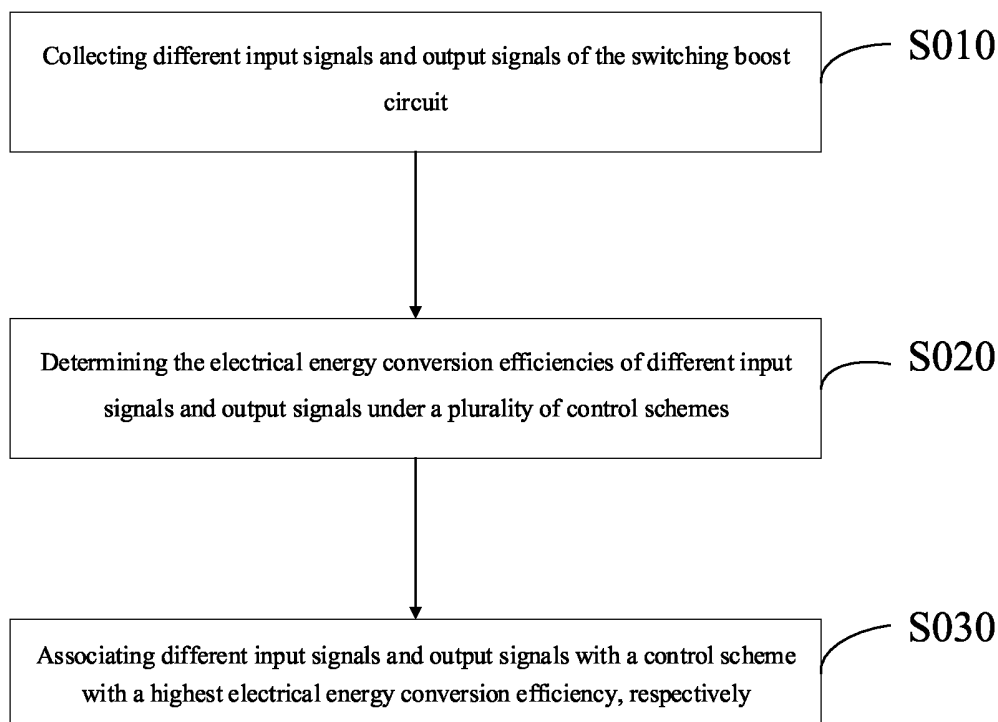 Collecting different input signals and output signals of the switching boost
circuit
S010
Determining the electrical energy conversion efficiencies of different input
signals and output signals under a plurality of control schemes
S020
Associating different input signals and output signals with a control scheme
with a highest electrical energy conversion efficiency, respectively
S030